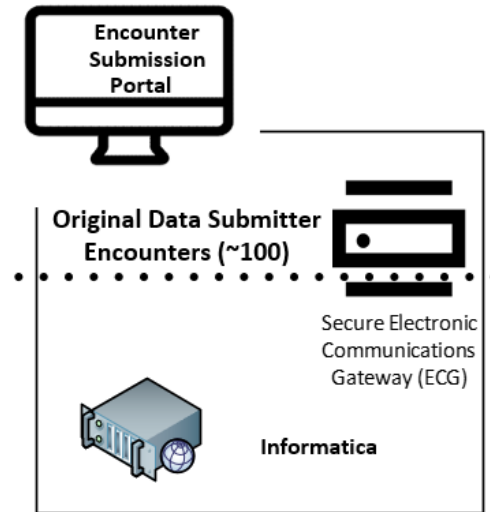 Encounter
Submission
Portal
Original Data Submitter
Encounters (~100)
Secure Electronic
Communications
Gateway (ECG)
Informatica